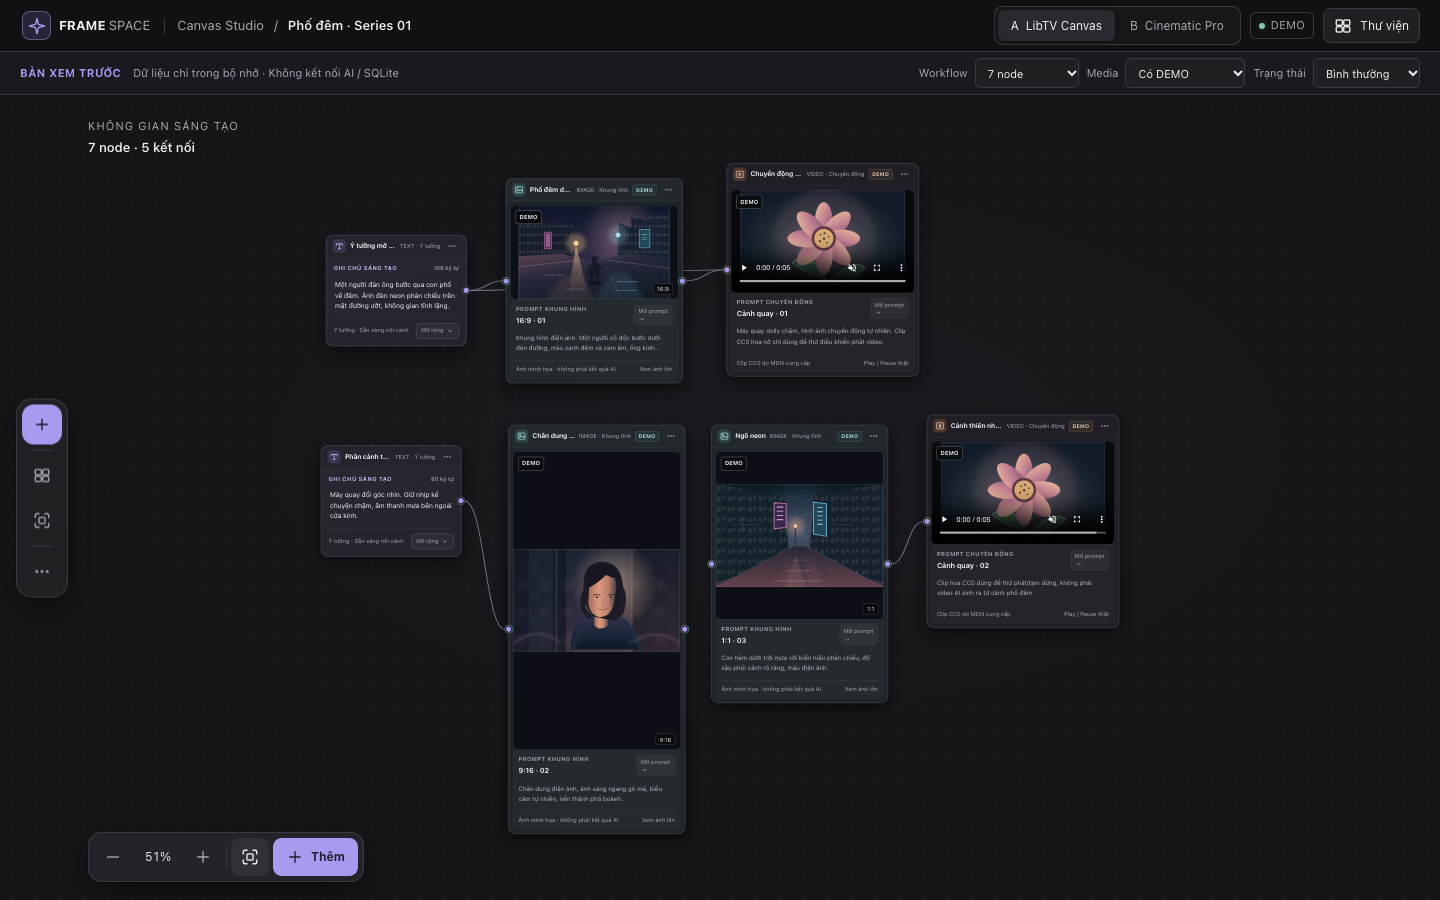 FRAME SPACE
Canvas Studio / Phố đêm · Series 01
A LibTV Canvas
B Cinematic Pro
DEMO
Thư viện
BẢN XEM TRƯỚC
Dữ liệu chỉ trong bộ nhớ · Không kết nối AI / SQLite
Workflow
7 node
Media
Có DEMO
Trạng thái
Bình thường
KHÔNG GIAN SÁNG TẠO
7 node · 5 kết nối
Ý tưởng mở ...
TEXT · Ý tưởng
GHI CHÚ SÁNG TẠO
108 ký tự
Một người đàn ông bước qua con phố
về đêm. Ánh đèn neon phản chiếu trên
mặt đường ướt, không gian tĩnh lặng.
Ý tưởng · Sẵn sàng nối cảnh
Mở rộng
Phố đêm d...
IMAGE · Khung tĩnh
DEMO
DEMO
16:9
PROMPT KHUNG HÌNH
16:9 · 01
Mở prompt
Khung hình điện ảnh. Một người cô độc bước dưới
đèn đường, màu xanh đêm và cam ấm, ống kính...
Ảnh minh họa · không phải kết quả AI
Xem ảnh lớn
Chuyển động ...
VIDEO · Chuyển động
DEMO
DEMO
0:00 / 0:05
PROMPT CHUYỂN ĐỘNG
Cảnh quay · 01
Mở prompt
Máy quay dolly chậm, hình ảnh chuyển động tự nhiên. Clip
CC0 hoa nở chỉ dùng để thử điều khiển phát video.
Clip CC0 do MDN cung cấp
Play / Pause thật
Phân cảnh t...
TEXT · Ý tưởng
GHI CHÚ SÁNG TẠO
80 ký tự
Máy quay đổi góc nhìn. Giữ nhịp kể
chuyện chậm, âm thanh mưa bên ngoài
cửa kính.
Ý tưởng · Sẵn sàng nối cảnh
Mở rộng
Chân dung ...
IMAGE · Khung tĩnh
DEMO
DEMO
9:16
PROMPT KHUNG HÌNH
9:16 · 02
Mở prompt
Chân dung điện ảnh, ánh sáng ngang gò má, biểu
cảm tự nhiên, nền thành phố bokeh.
Ảnh minh họa · không phải kết quả AI
Xem ảnh lớn
Ngõ neon
IMAGE · Khung tĩnh
DEMO
DEMO
1:1
PROMPT KHUNG HÌNH
1:1 · 03
Mở prompt
Con hẻm dưới trời mưa với biển hiệu phản chiếu, độ
sâu phối cảnh rõ ràng, màu điện ảnh.
Ảnh minh họa · không phải kết quả AI
Xem ảnh lớn
Cảnh thiên nh...
VIDEO · Chuyển động
DEMO
DEMO
0:00 / 0:05
PROMPT CHUYỂN ĐỘNG
Cảnh quay · 02
Mở prompt
Clip hoa CC0 dùng để thử phát/tạm dừng, không phải
video AI sinh ra từ cảnh phố đêm.
Clip CC0 do MDN cung cấp
Play / Pause thật
51%
Thêm